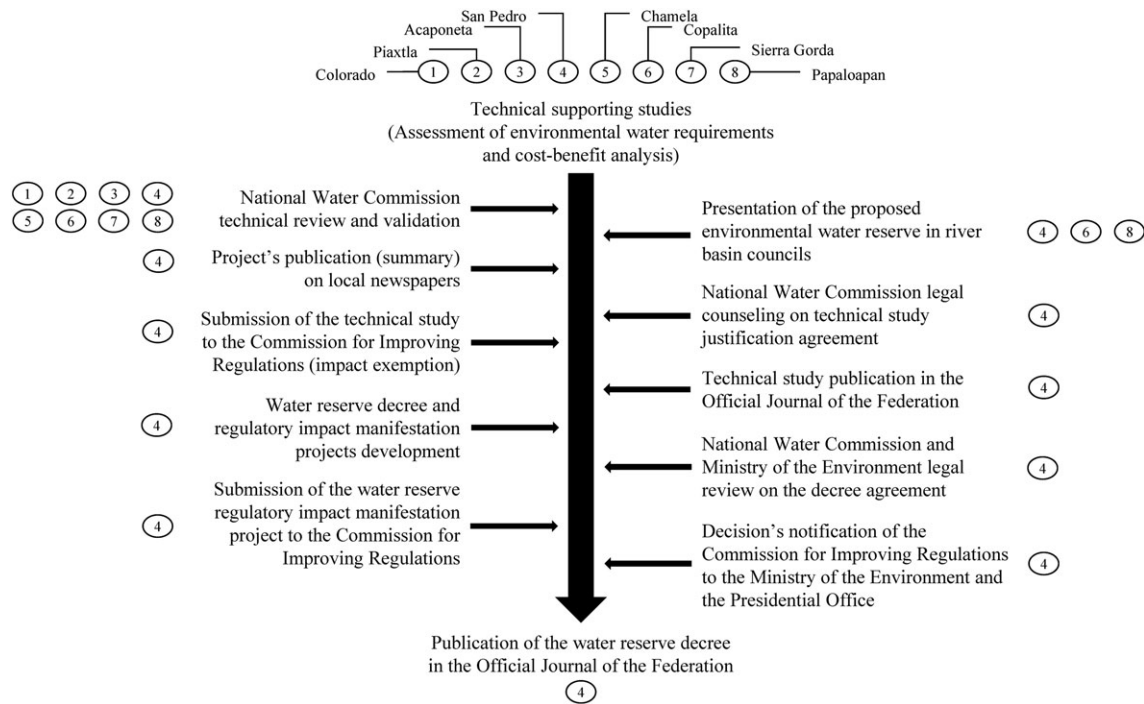 San Pedro
Chamela
Acaponeta
Copalita
Piaxtla
Sierra Gorda
Colorado 1 2 3 4 5 6 7 8 Papaloapan
Technical supporting studies
(Assessment of environmental water requirements
and cost-benefit analysis)
1 2 3 4
5 6 7 8
National Water Commission
technical review and validation
Presentation of the proposed
environmental water reserve in river
basin councils
4 6 8
4
Project's publication (summary)
on local newspapers
National Water Commission legal
counseling on technical study
justification agreement
4
4
Submission of the technical study
to the Commission for Improving
Regulations (impact exemption)
Technical study publication in the
Official Journal of the Federation
4
4
Water reserve decree and
regulatory impact manifestation
projects development
National Water Commission and
Ministry of the Environment legal
review on the decree agreement
4
4
Submission of the water reserve
regulatory impact manifestation
project to the Commission for
Improving Regulations
Decision's notification of the
Commission for Improving Regulations
to the Ministry of the Environment and
the Presidential Office
4
Publication of the water reserve decree
in the Official Journal of the Federation
4